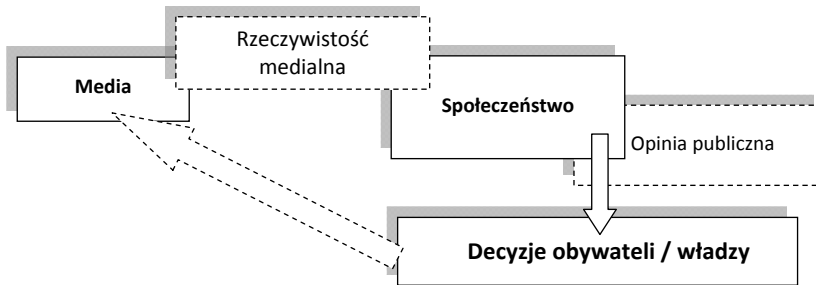 Rzeczywistość
medialna
Media
Społeczeństwo
Opinia publiczna
Decyzje obywateli / władzy